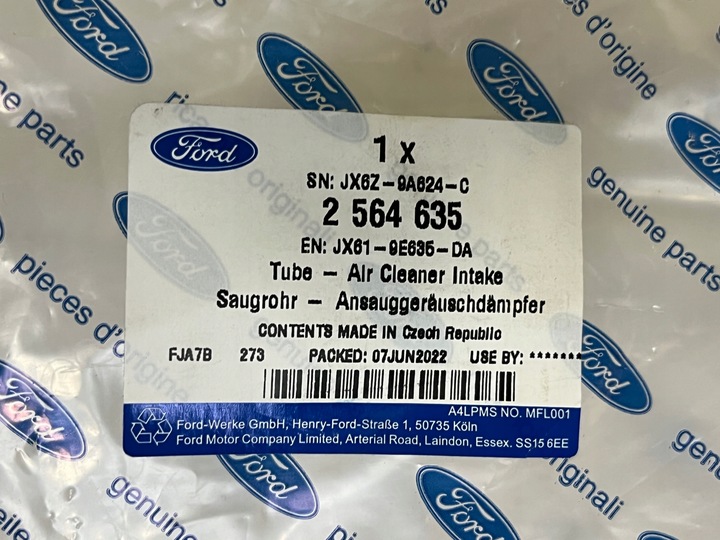 Ford
Ford
Ford
Ford
pieces d'origine
genuine parts
Ford
1 x
SN: JX6Z-9A624-C
2 564 635
EN: JX61-9E635-DA
Tube - Air Cleaner Intake
Saugrohr - Ansauggeräuschdämpfer
CONTENTS MADE IN Czech Republic
FJA7B 273 PACKED: 07JUN2022 USE BY: *******
A4LPMS NO. MFL001
Ford-Werke GmbH, Henry-Ford-Straße 1, 50735 Köln
Ford Motor Company Limited, Arterial Road, Laindon, Essex. SS15 6EE
originali
genuine parts
pieces d'origine
Ford
Ford
genuine parts
Ford
Ford
originali